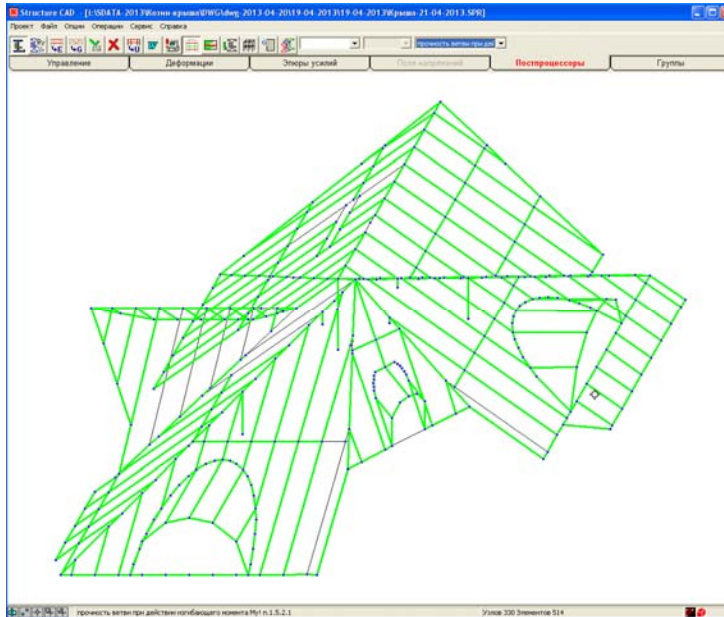 Structure CAD - [i:\SDATA-2013\Козин-крыша\DWG\dwg-2013-04-20\19-04-2013\19-04-2013\Крыша-21-04-2013.SPR]
Проект Файл Опции Операции Сервис Справка
прочность ветви при дей
Управление Деформации Эпюры усилий Поля напряжений Постпроцессоры Группы
прочность ветви при действии изгибающего момента My! п.1.5.2.1 Узлов 330 Элементов 514